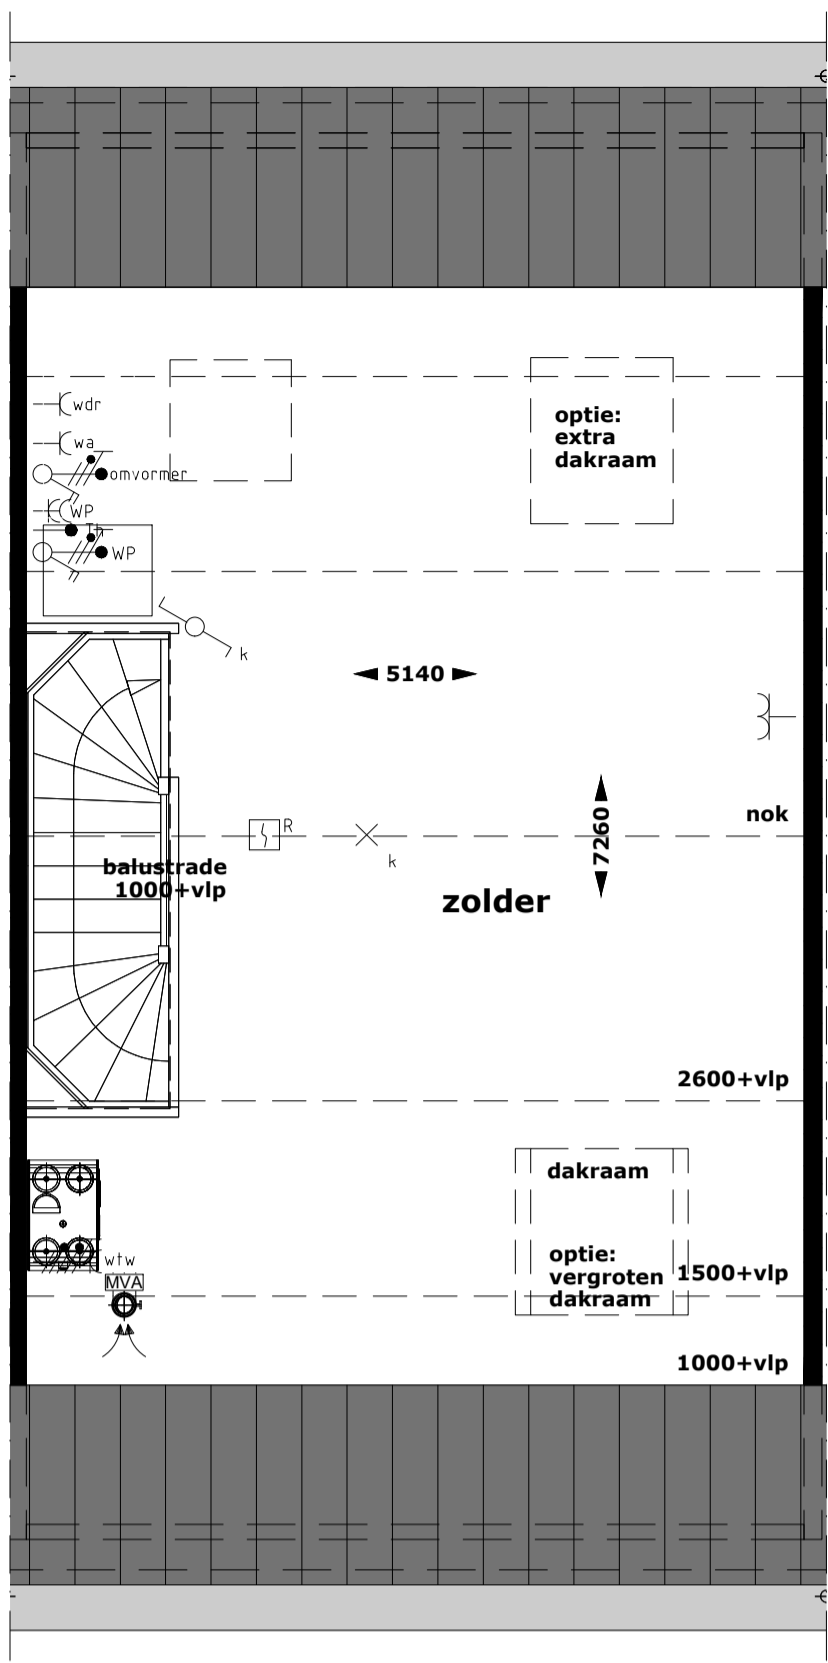 wdr
optie:
extra
dakraam
wa
omvormer
WP
Th
WP
k
5140
nok
R
7260
k
balustrade
1000+vlp
zolder
2600+vlp
dakraam
wtw
optie:
vergroten
dakraam
1500+vlp
MVA
1000+vlp